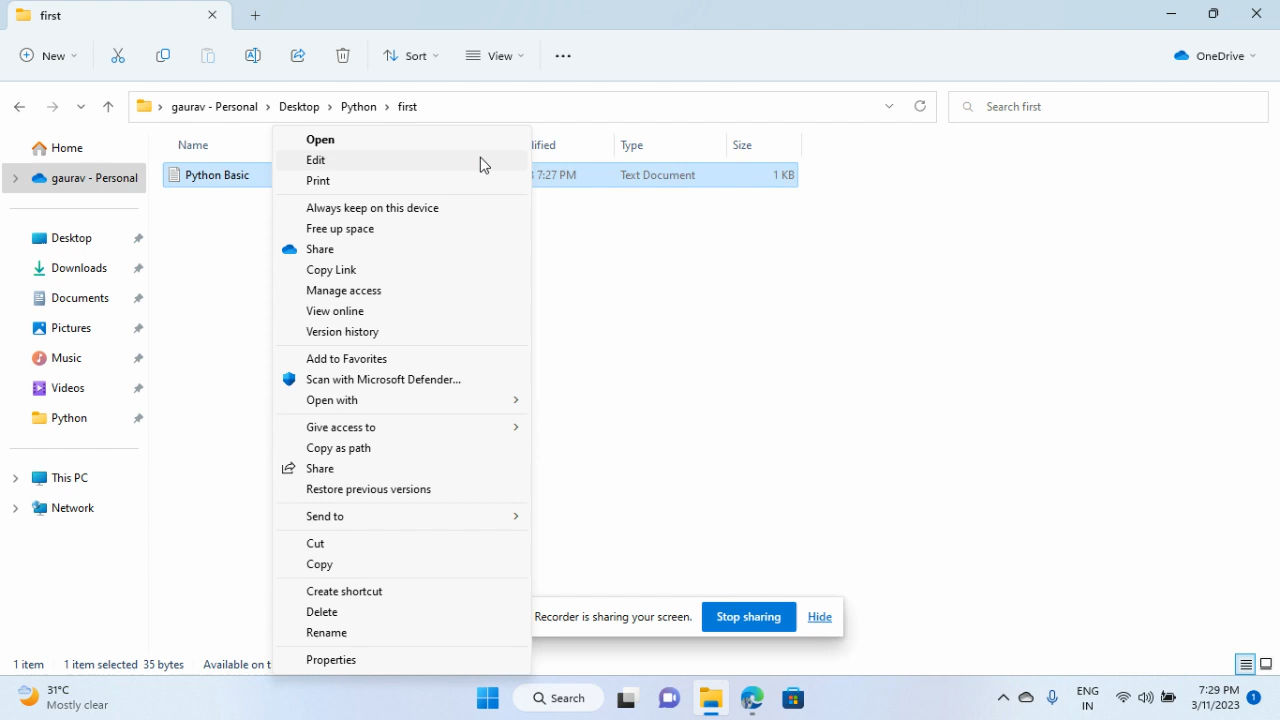 first
New
Sort
View
OneDrive
gaurav - Personal
Desktop
Python
first
Search first
Home
gaurav - Personal
Desktop
Downloads
Documents
Pictures
Music
Videos
Python
This PC
Network
Name
Type
Size
Python Basic
7:27 PM
Text Document
1 KB
Open
Edit
Print
Always keep on this device
Free up space
Share
Copy Link
Manage access
View online
Version history
Add to Favorites
Scan with Microsoft Defender...
Open with
Give access to
Copy as path
Share
Restore previous versions
Send to
Cut
Copy
Create shortcut
Delete
Rename
Properties
Recorder is sharing your screen.
Stop sharing
Hide
1 item
1 item selected 35 bytes
Available on
31°C
Mostly clear
Search
ENG
IN
7:29 PM
3/11/2023
1